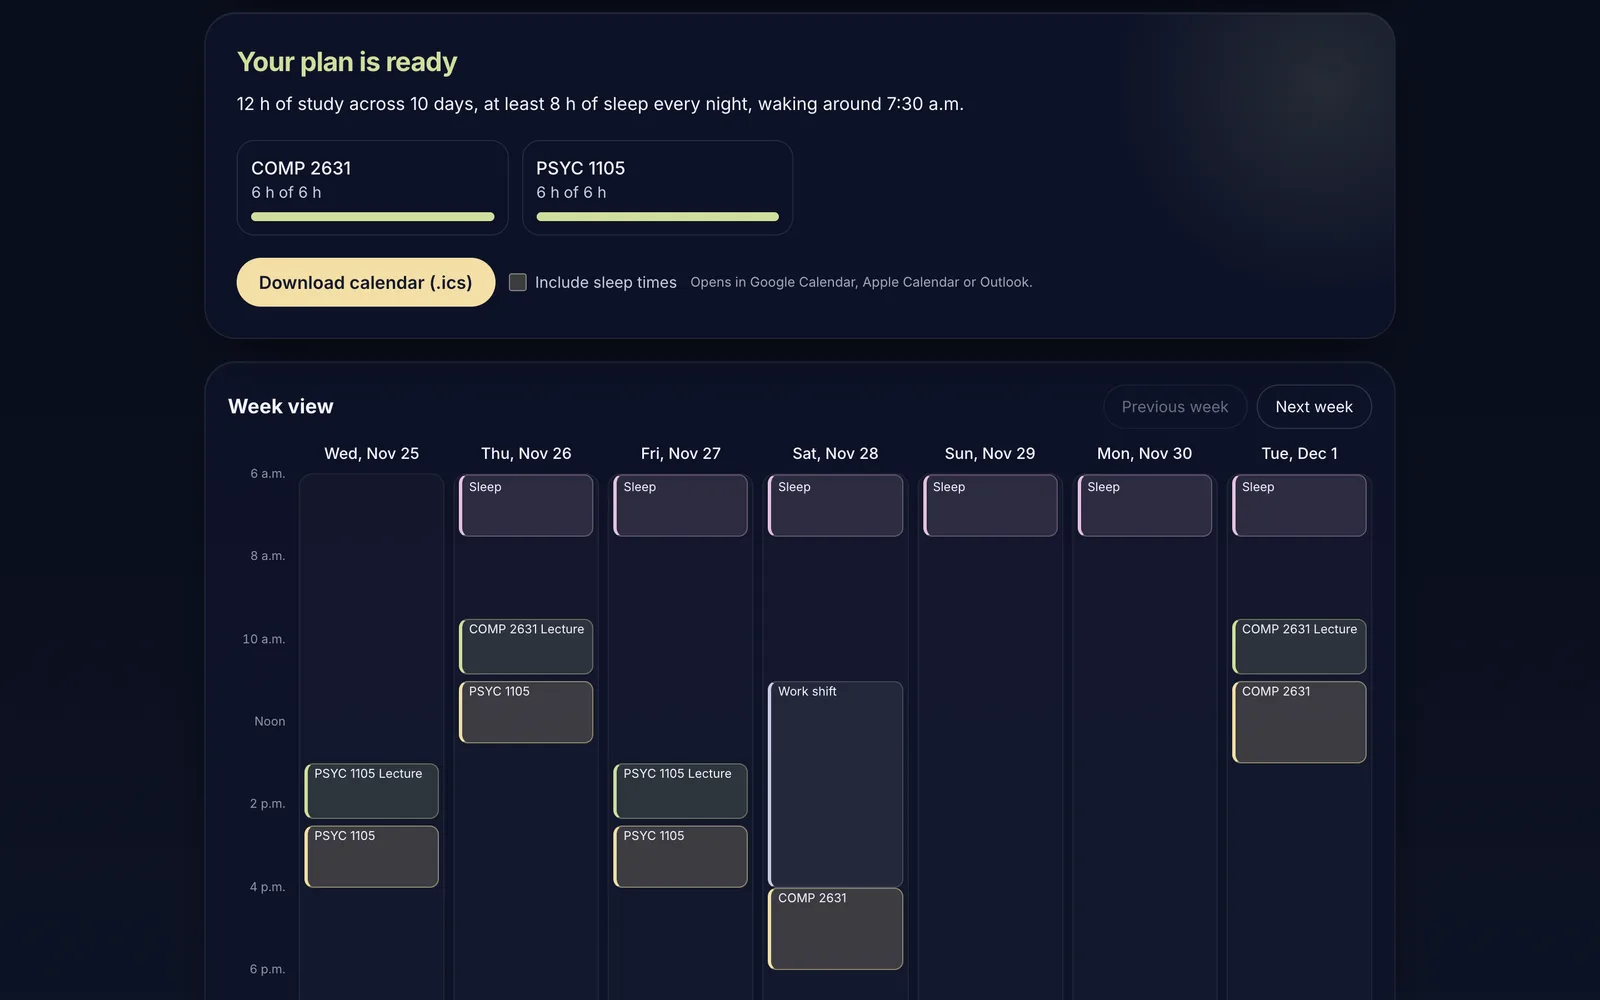 Your plan is ready
12 h of study across 10 days, at least 8 h of sleep every night, waking around 7:30 a.m.
COMP 2631
6 h of 6 h
PSYC 1105
6 h of 6 h
Download calendar (.ics)
Include sleep times
Opens in Google Calendar, Apple Calendar or Outlook.
Week view
Previous week
Next week
Wed, Nov 25
Thu, Nov 26
Fri, Nov 27
Sat, Nov 28
Sun, Nov 29
Mon, Nov 30
Tue, Dec 1
6 a.m.
Sleep
Sleep
Sleep
Sleep
Sleep
Sleep
8 a.m.
COMP 2631 Lecture
COMP 2631 Lecture
10 a.m.
PSYC 1105
Work shift
COMP 2631
Noon
PSYC 1105 Lecture
PSYC 1105 Lecture
2 p.m.
PSYC 1105
PSYC 1105
4 p.m.
COMP 2631
6 p.m.